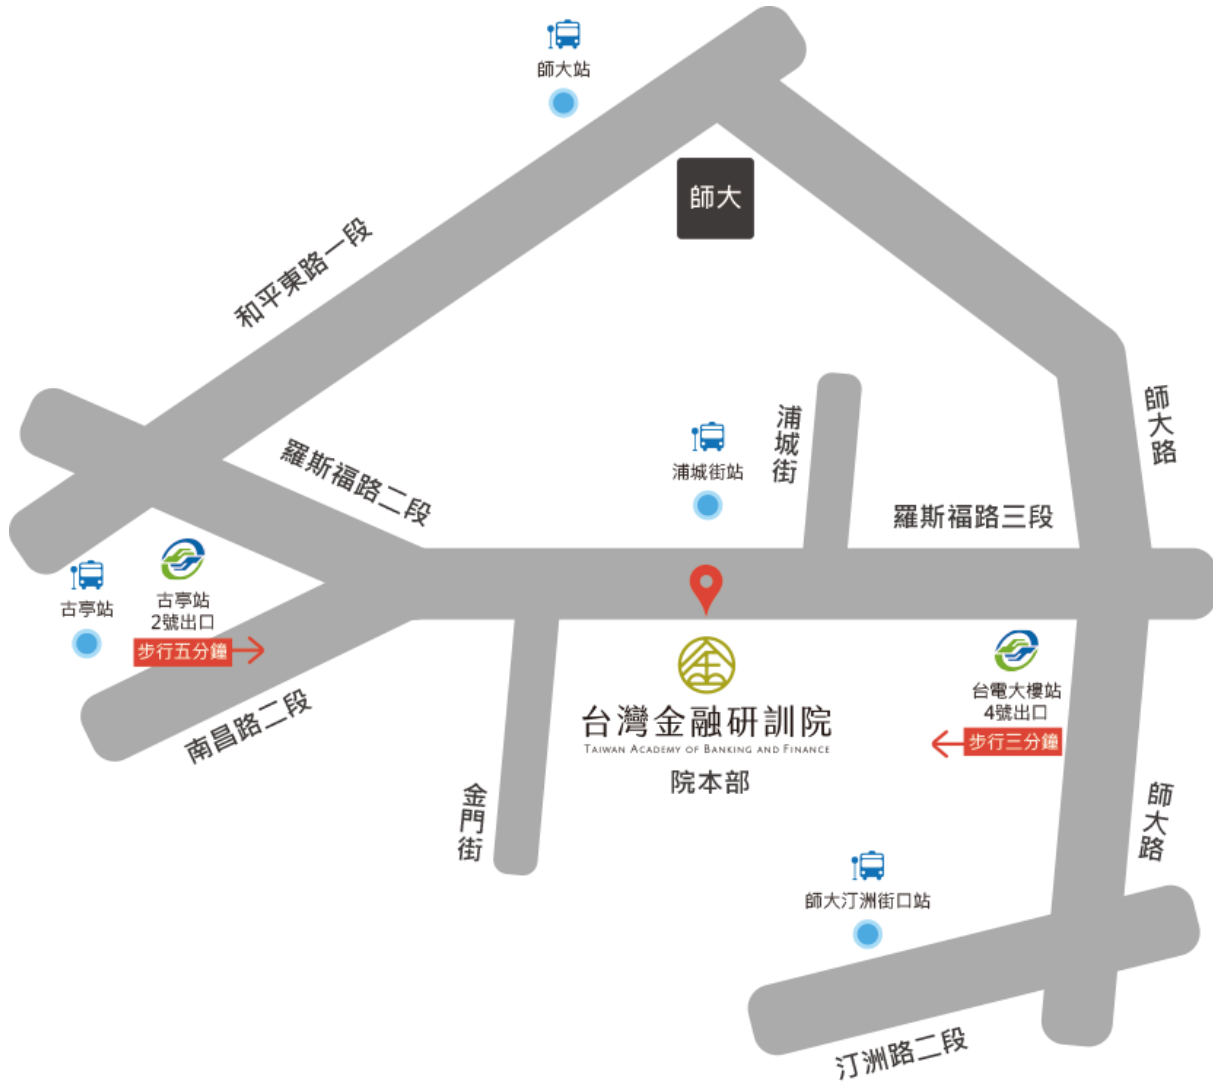 師大站
師大
和平東路一段
羅斯福路二段
浦城街
浦城街站
師大路
羅斯福路三段
古亭站
古亭站
2號出口
步行五分鐘
南昌路二段
台灣金融研訓院
TAIWAN ACADEMY OF BANKING AND FINANCE
院本部
台電大樓站
4號出口
步行三分鐘
金門街
師大路
師大汀洲街口站
汀洲路二段